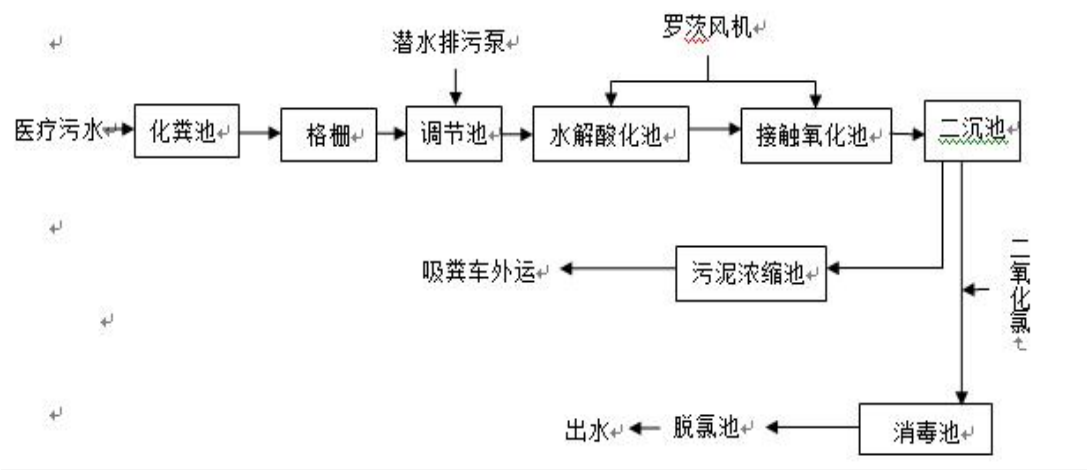 罗茨风机
潜水排污泵
医疗污水
化粪池
格栅
调节池
水解酸化池
接触氧化池
二沉池
吸粪车外运
污泥浓缩池
二氧化氯
出水
脱氯池
消毒池